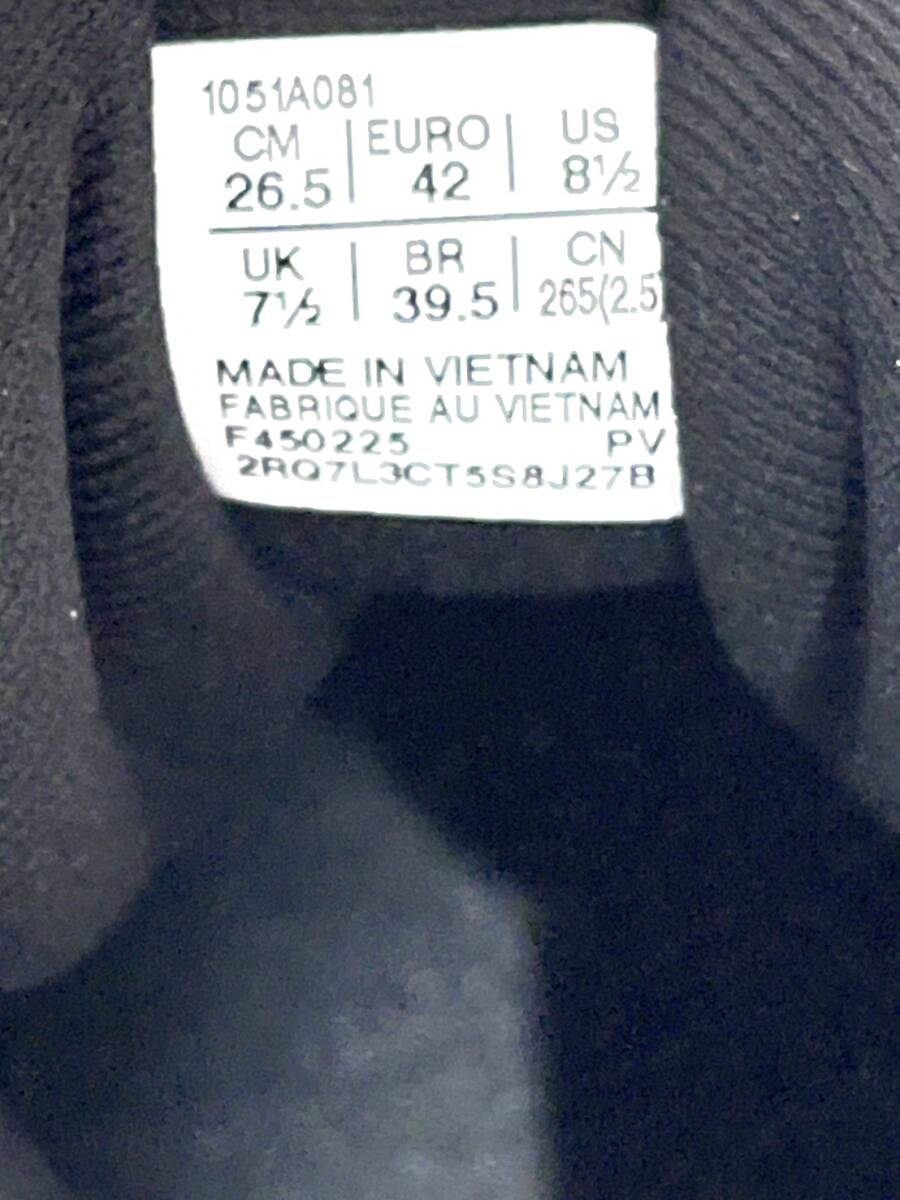 1051A081
CM | EURO | US
26.5 | 42 | 8½
UK | BR | CN
7½ | 39.5 | 265(2.5)
MADE IN VIETNAM
FABRIQUE AU VIETNAM
F450225 PV
2RQ7L3CT5S8J27B